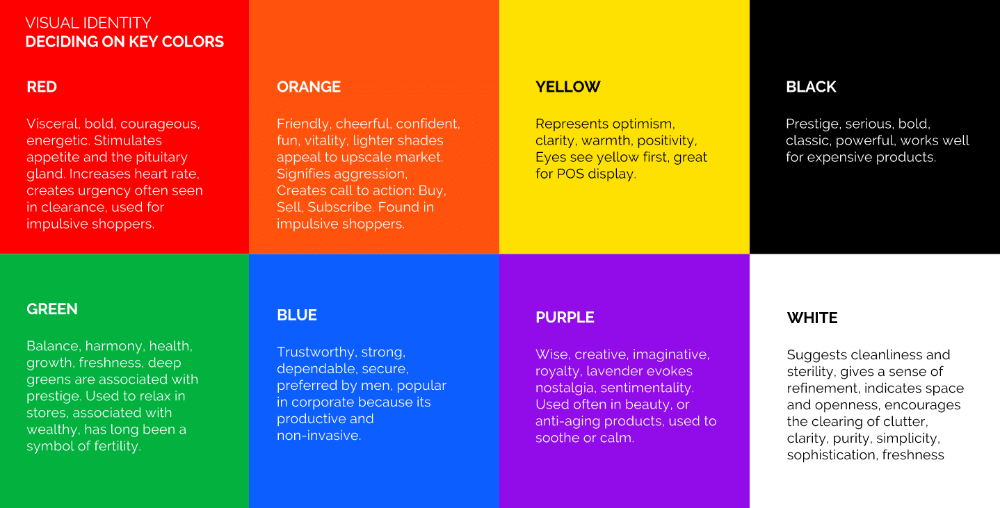 VISUAL IDENTITY
DECIDING ON KEY COLORS
RED
Visceral, bold, courageous,
energetic. Stimulates
appetite and the pituitary
gland. Increases heart rate,
creates urgency often seen
in clearance, used for
impulsive shoppers.
ORANGE
Friendly, cheerful, confident,
fun, vitality, lighter shades
appeal to upscale market.
Signifies aggression,
Creates call to action: Buy,
Sell, Subscribe. Found in
impulsive shoppers.
YELLOW
Represents optimism,
clarity, warmth, positivity,
Eyes see yellow first, great
for POS display.
BLACK
Prestige, serious, bold,
classic, powerful, works well
for expensive products.
GREEN
Balance, harmony, health,
growth, freshness, deep
greens are associated with
prestige. Used to relax in
stores, associated with
wealthy, has long been a
symbol of fertility.
BLUE
Trustworthy, strong,
dependable, secure,
preferred by men, popular
in corporate because its
productive and
non-invasive.
PURPLE
Wise, creative, imaginative,
royalty, lavender evokes
nostalgia, sentimentality.
Used often in beauty, or
anti-aging products, used to
soothe or calm.
WHITE
Suggests cleanliness and
sterility, gives a sense of
refinement, indicates space
and openness, encourages
the clearing of clutter,
clarity, purity, simplicity,
sophistication, freshness